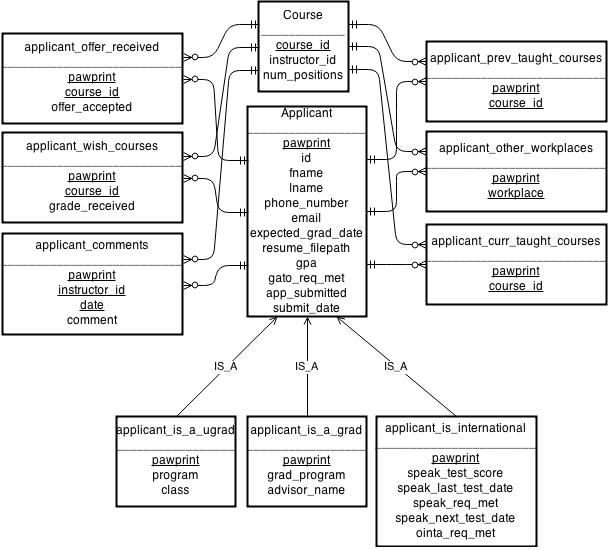 Course
course_id
instructor_id
num_positions
applicant_offer_received
pawprint
course_id
offer_accepted
applicant_prev_taught_courses
pawprint
course_id
Applicant
pawprint
id
fname
lname
phone_number
email
expected_grad_date
resume_filepath
gpa
gato_req_met
app_submitted
submit_date
applicant_wish_courses
pawprint
course_id
grade_received
applicant_other_workplaces
pawprint
workplace
applicant_comments
pawprint
instructor_id
date
comment
applicant_curr_taught_courses
pawprint
course_id
IS_A
IS_A
IS_A
applicant_is_a_ugrad
pawprint
program
class
applicant_is_a_grad
pawprint
grad_program
advisor_name
applicant_is_international
pawprint
speak_test_score
speak_last_test_date
speak_req_met
speak_next_test_date
ointa_req_met